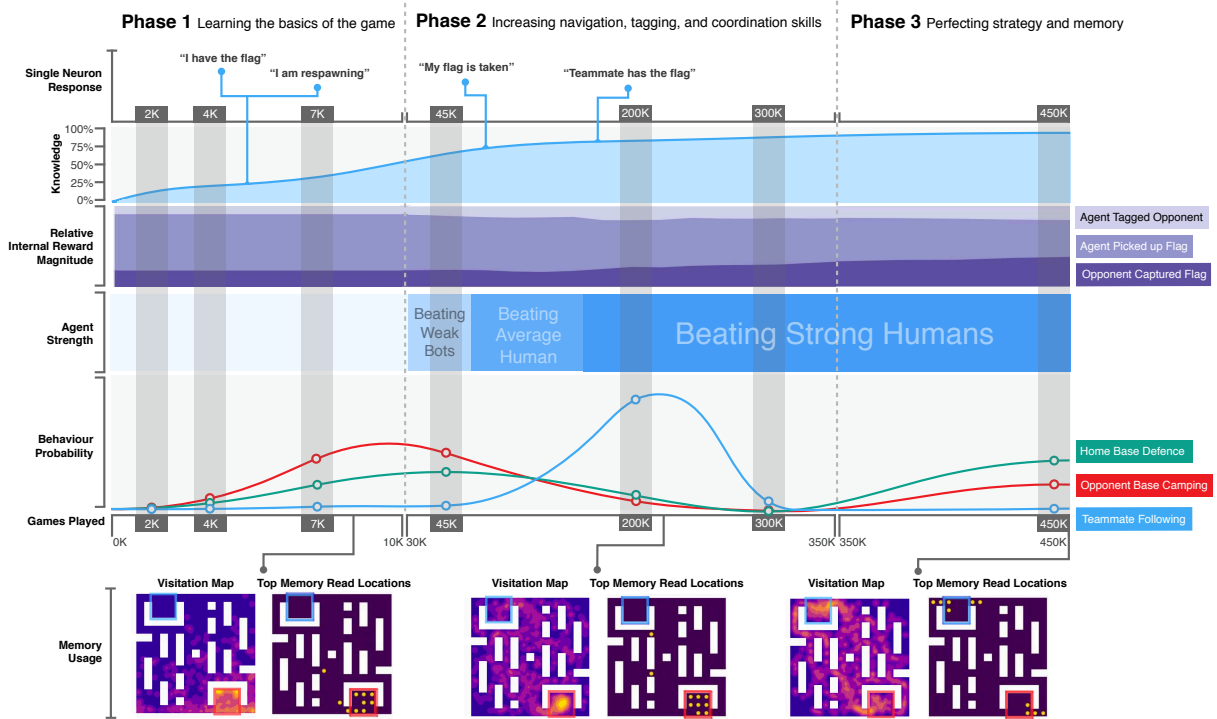 Phase 1 Learning the basics of the game
Phase 2 Increasing navigation, tagging, and coordination skills
Phase 3 Perfecting strategy and memory
Single Neuron
Response
“I have the flag”
“I am respawning”
“My flag is taken”
“Teammate has the flag”
2K
4K
7K
45K
200K
300K
450K
Knowledge
100%
75%
50%
25%
0%
Relative
Internal Reward
Magnitude
Agent Tagged Opponent
Agent Picked up Flag
Opponent Captured Flag
Agent
Strength
Beating
Weak
Bots
Beating
Average
Human
Beating Strong Humans
Behaviour
Probability
Home Base Defence
Opponent Base Camping
Teammate Following
Games Played
2K
4K
7K
45K
200K
300K
450K
0K
10K
30K
350K
350K
450K
Visitation Map
Top Memory Read Locations
Visitation Map
Top Memory Read Locations
Visitation Map
Top Memory Read Locations
Memory
Usage